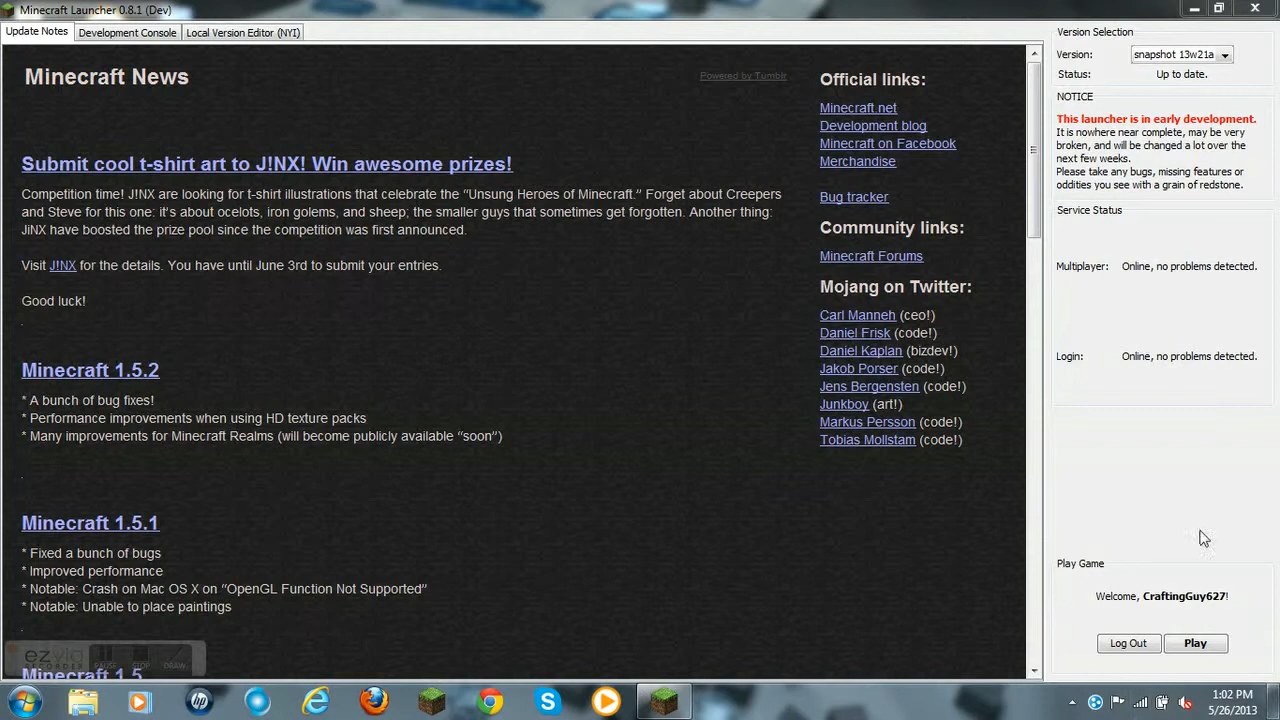 Minecraft Launcher 0.8.1 (Dev)
Update Notes
Development Console
Local Version Editor (NYI)
Minecraft News
Powered by Tumblr
Submit cool t-shirt art to J!NX! Win awesome prizes!
Competition time! J!NX are looking for t-shirt illustrations that celebrate the “Unsung Heroes of Minecraft.” Forget about Creepers
and Steve for this one: it’s about ocelots, iron golems, and sheep; the smaller guys that sometimes get forgotten. Another thing:
JiNX have boosted the prize pool since the competition was first announced.
Visit J!NX for the details. You have until June 3rd to submit your entries.
Good luck!
.
Minecraft 1.5.2
* A bunch of bug fixes!
* Performance improvements when using HD texture packs
* Many improvements for Minecraft Realms (will become publicly available “soon”)
.
Minecraft 1.5.1
* Fixed a bunch of bugs
* Improved performance
* Notable: Crash on Mac OS X on “OpenGL Function Not Supported”
* Notable: Unable to place paintings
.
Minecraft 1.5
Official links:
Minecraft.net
Development blog
Minecraft on Facebook
Merchandise
Bug tracker
Community links:
Minecraft Forums
Mojang on Twitter:
Carl Manneh (ceo!)
Daniel Frisk (code!)
Daniel Kaplan (bizdev!)
Jakob Porser (code!)
Jens Bergensten (code!)
Junkboy (art!)
Markus Persson (code!)
Tobias Mollstam (code!)
Version Selection
Version: snapshot 13w21a
Status: Up to date.
NOTICE
This launcher is in early development.
It is nowhere near complete, may be very
broken, and will be changed a lot over the
next few weeks.
Please take any bugs, missing features or
oddities you see with a grain of redstone.
Service Status
Multiplayer: Online, no problems detected.
Login: Online, no problems detected.
Play Game
Welcome, CraftingGuy627!
Log Out
Play
ezvid
RECORDER
PAUSE
STOP
DRAW
1:02 PM
5/26/2013